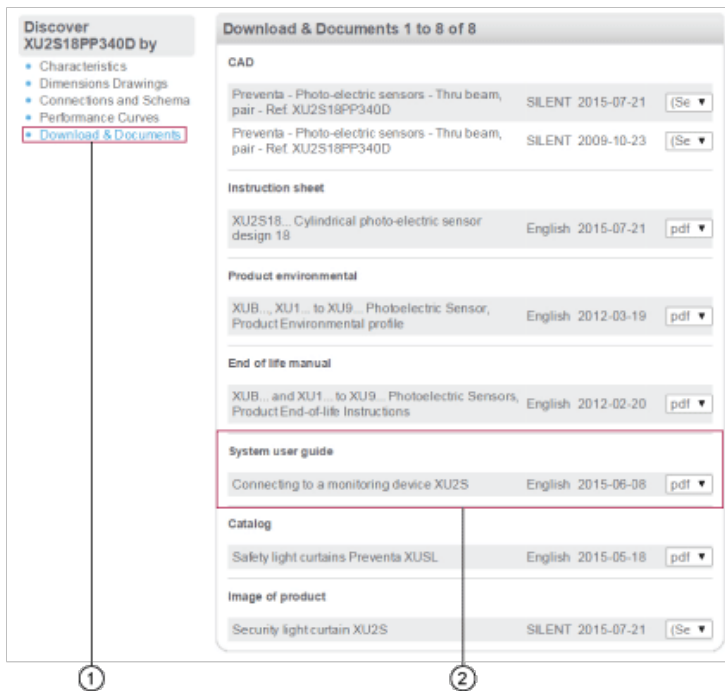 Discover
XU2S18PP340D by
Characteristics
Dimensions Drawings
Connections and Schema
Performance Curves
Download & Documents
Download & Documents 1 to 8 of 8
CAD
Preventa - Photo-electric sensors - Thru beam,
pair - Ref. XU2S18PP340D
SILENT 2015-07-21 (Se
Preventa - Photo-electric sensors - Thru beam,
pair - Ref. XU2S18PP340D
SILENT 2009-10-23 (Se
Instruction sheet
XU2S18... Cylindrical photo-electric sensor
design 18
English 2015-07-21 pdf
Product environmental
XUB..., XU1... to XU9... Photoelectric Sensor,
Product Environmental profile
English 2012-03-19 pdf
End of life manual
XUB... and XU1... to XU9... Photoelectric Sensors,
Product End-of-life Instructions
English 2012-02-20 pdf
System user guide
Connecting to a monitoring device XU2S English 2015-06-08 pdf
Catalog
Safety light curtains Preventa XUSL English 2015-05-18 pdf
Image of product
Security light curtain XU2S SILENT 2015-07-21 (Se
1 2